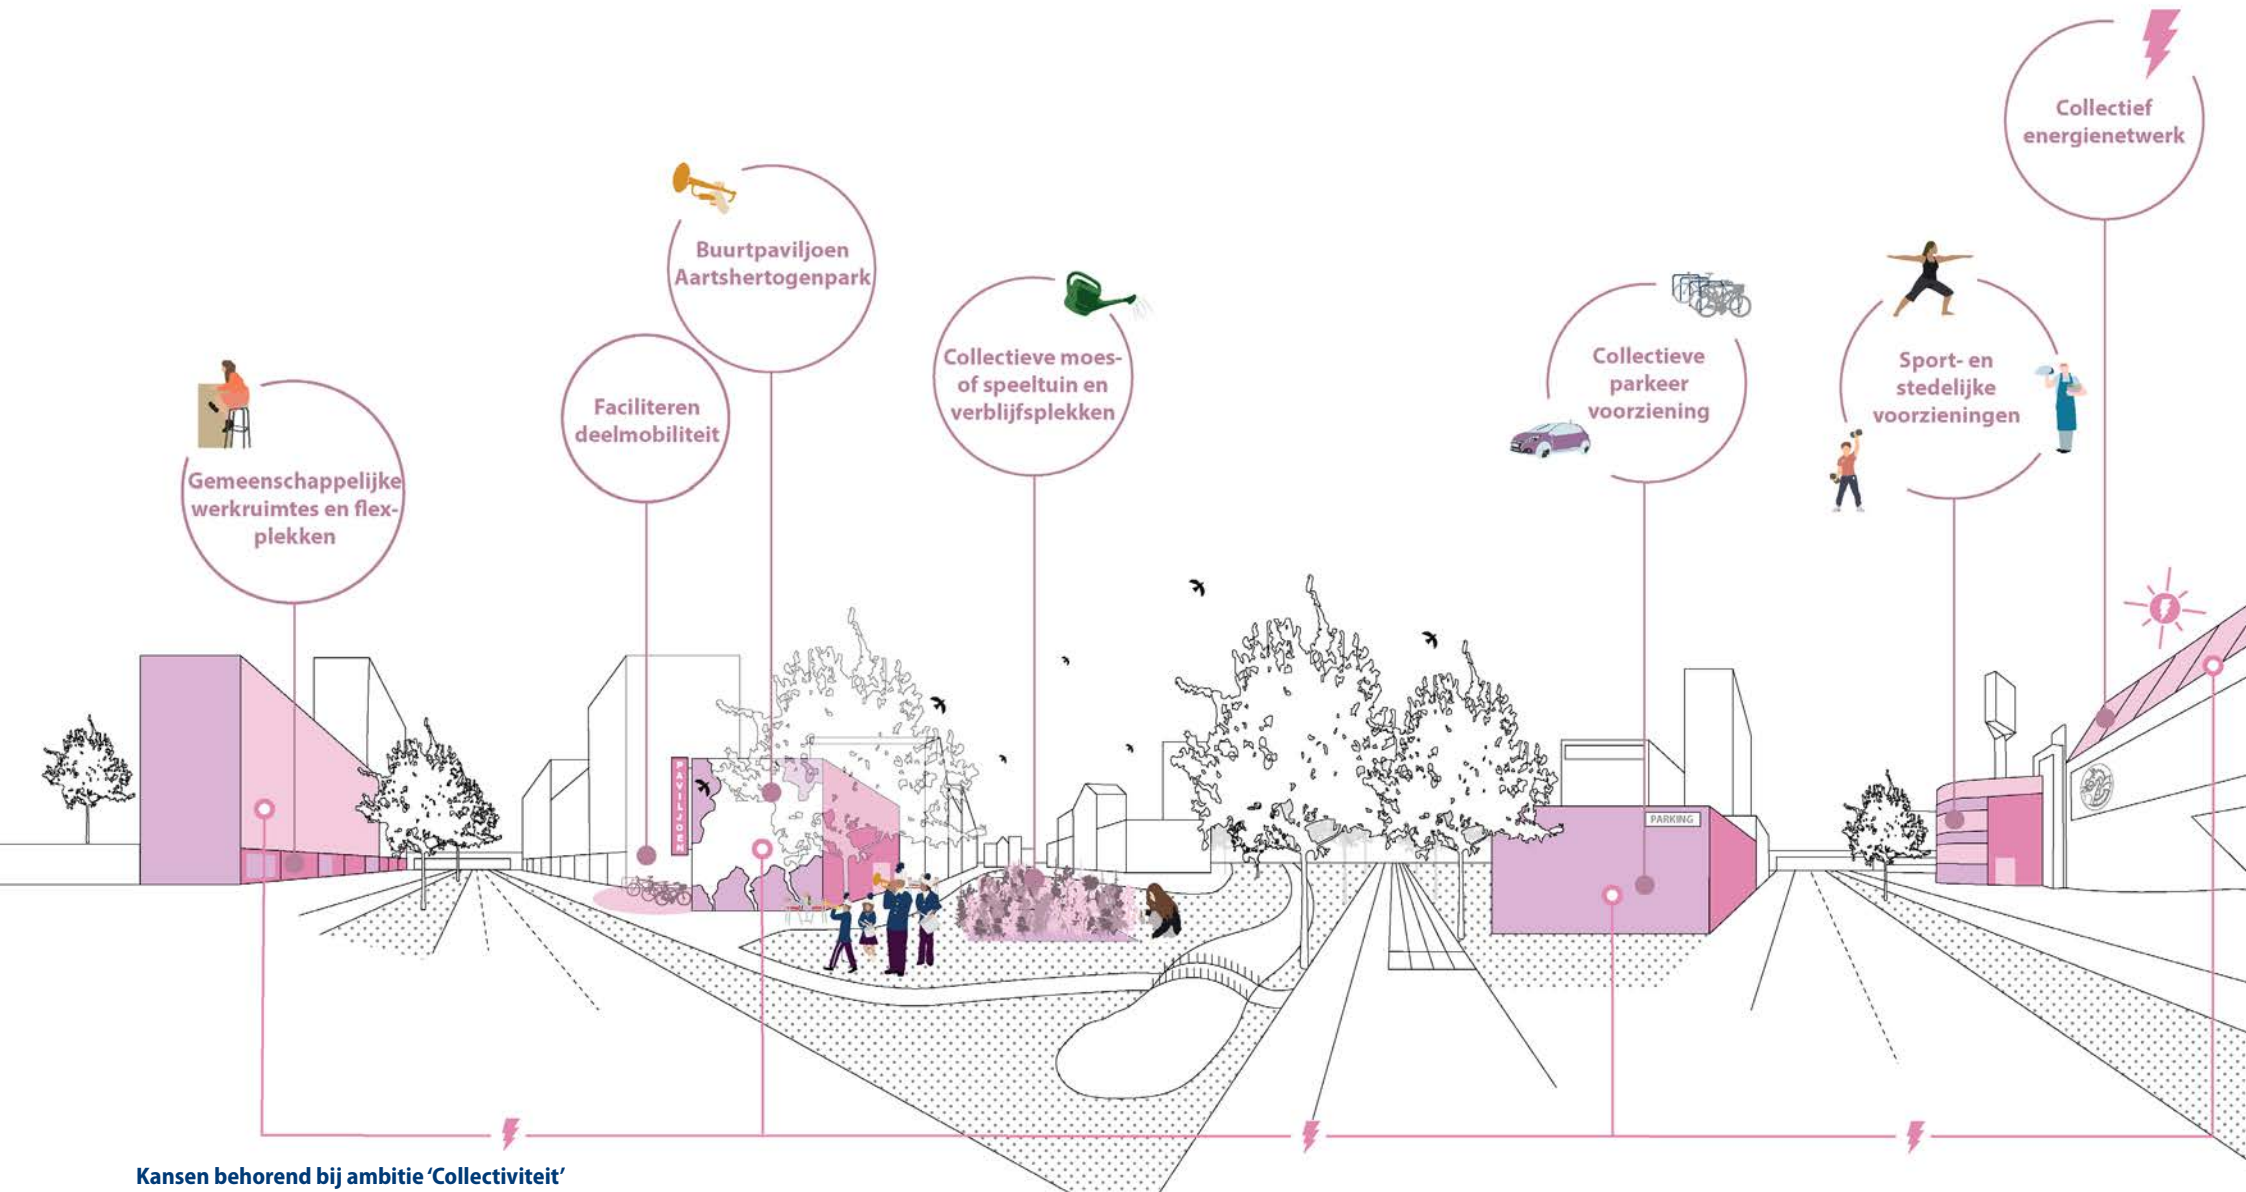 Collectief
energienetwerk
Buurtpaviljoen
Aartshertogenpark
Collectieve moes-
of speeltuin en
verblijfsplekken
Collectieve
parkeer
voorziening
Sport- en
stedelijke
voorzieningen
Faciliteren
deelmobiliteit
Gemeenschappelijke
werkruimtes en flex-
plekken
PAVILJOEN
PARKING
Kansen behorend bij ambitie ‘Collectiviteit’